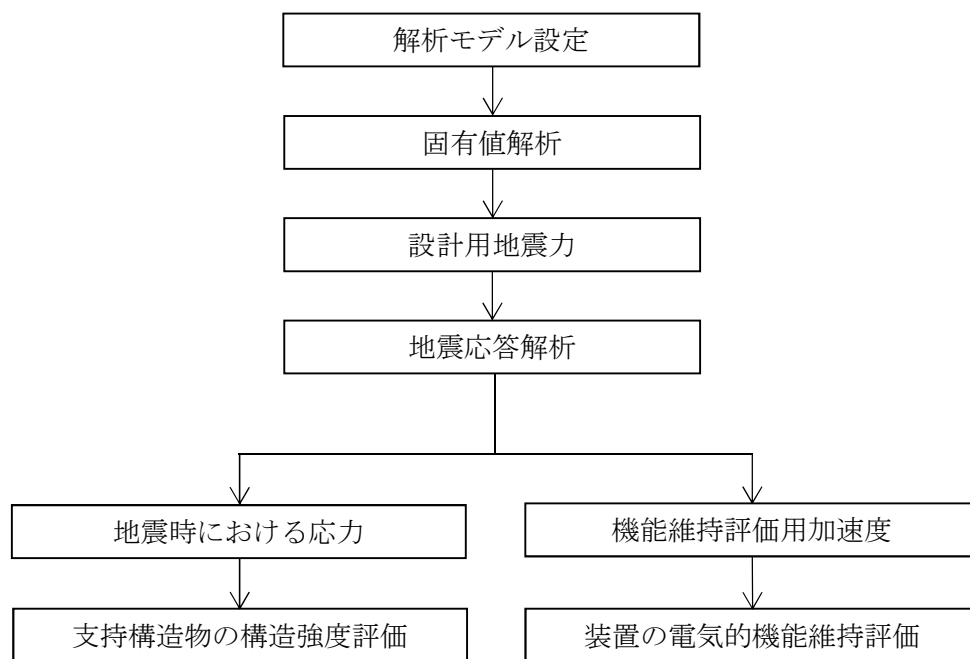 解析モデル設定
固有値解析
設計用地震力
地震応答解析
地震時における応力
機能維持評価用加速度
支持構造物の構造強度評価
装置の電気的機能維持評価